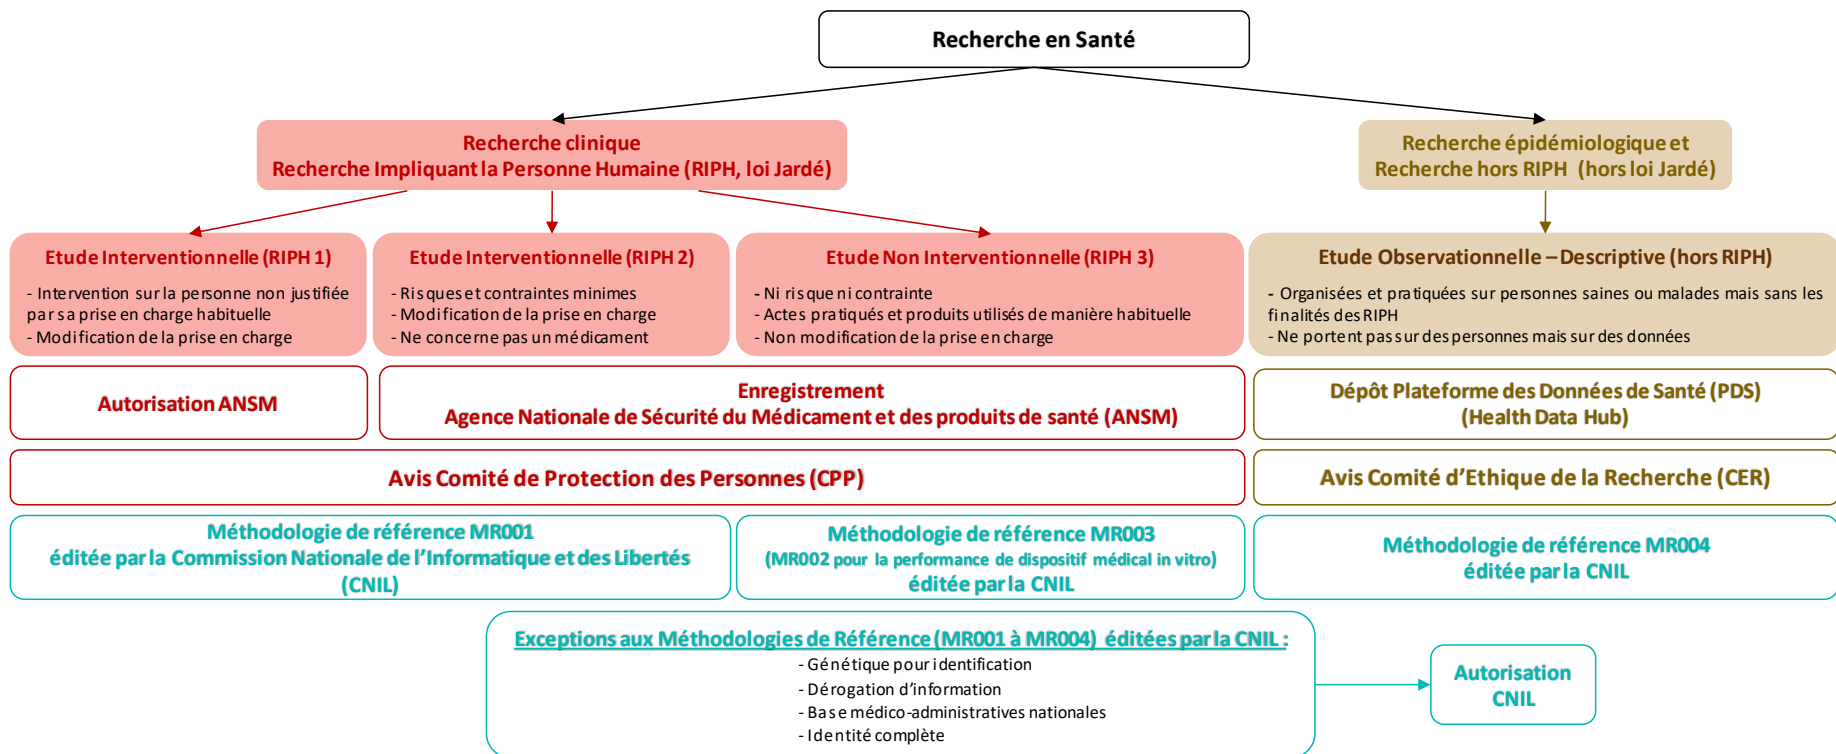 Recherche en Santé
Recherche clinique
Recherche Impliquant la Personne Humaine (RIPH, loi Jardé)
Recherche épidémiologique et
Recherche hors RIPH (hors loi Jardé)
Etude Interventionnelle (RIPH 1)
- Intervention sur la personne non justifiée
par sa prise en charge habituelle
- Modification de la prise en charge
Etude Interventionnelle (RIPH 2)
- Risques et contraintes minimes
- Modification de la prise en charge
- Ne concerne pas un médicament
Etude Non Interventionnelle (RIPH 3)
- Ni risque ni contrainte
- Actes pratiqués et produits utilisés de manière habituelle
- Non modification de la prise en charge
Etude Observationnelle – Descriptive (hors RIPH)
- Organisées et pratiquées sur personnes saines ou malades mais sans les
finalités des RIPH
- Ne portent pas sur des personnes mais sur des données
Autorisation ANSM
Enregistrement
Agence Nationale de Sécurité du Médicament et des produits de santé (ANSM)
Dépôt Plateforme des Données de Santé (PDS)
(Health Data Hub)
Avis Comité de Protection des Personnes (CPP)
Avis Comité d’Ethique de la Recherche (CER)
Méthodologie de référence MR001
éditée par la Commission Nationale de l’Informatique et des Libertés
(CNIL)
Méthodologie de référence MR003
(MR002 pour la performance de dispositif médical in vitro)
éditée par la CNIL
Méthodologie de référence MR004
éditée par la CNIL
Exceptions aux Méthodologies de Référence (MR001 à MR004) éditées par la CNIL :
- Génétique pour identification
- Dérogation d’information
- Base médico-administratives nationales
- Identité complète
Autorisation
CNIL